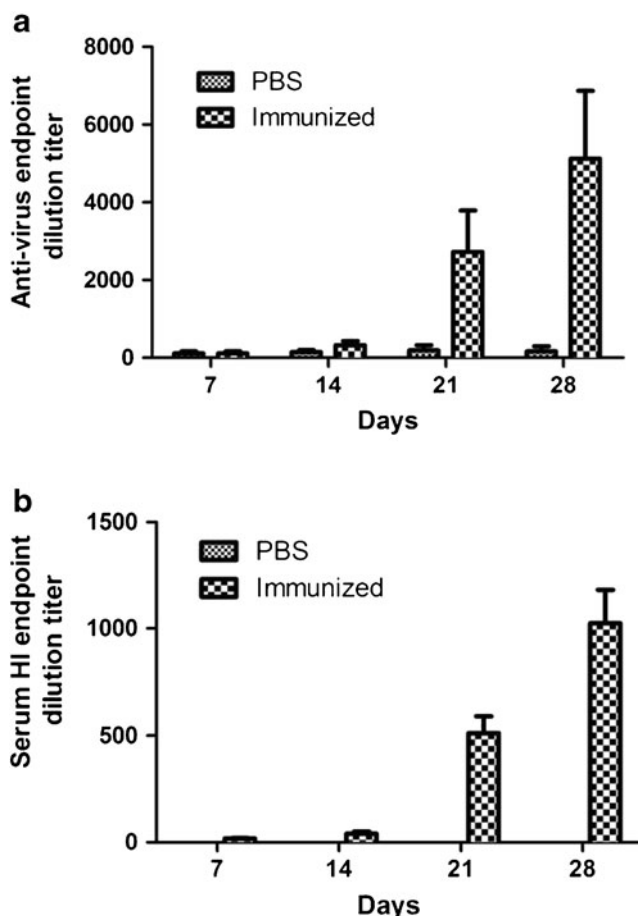 a
Anti-virus endpoint
dilution titer
8000
6000
4000
2000
0
PBS
Immunized
7 14 21 28
Days
b
Serum HI endpoint
dilution titer
1500
1000
500
0
PBS
Immunized
7 14 21 28
Days